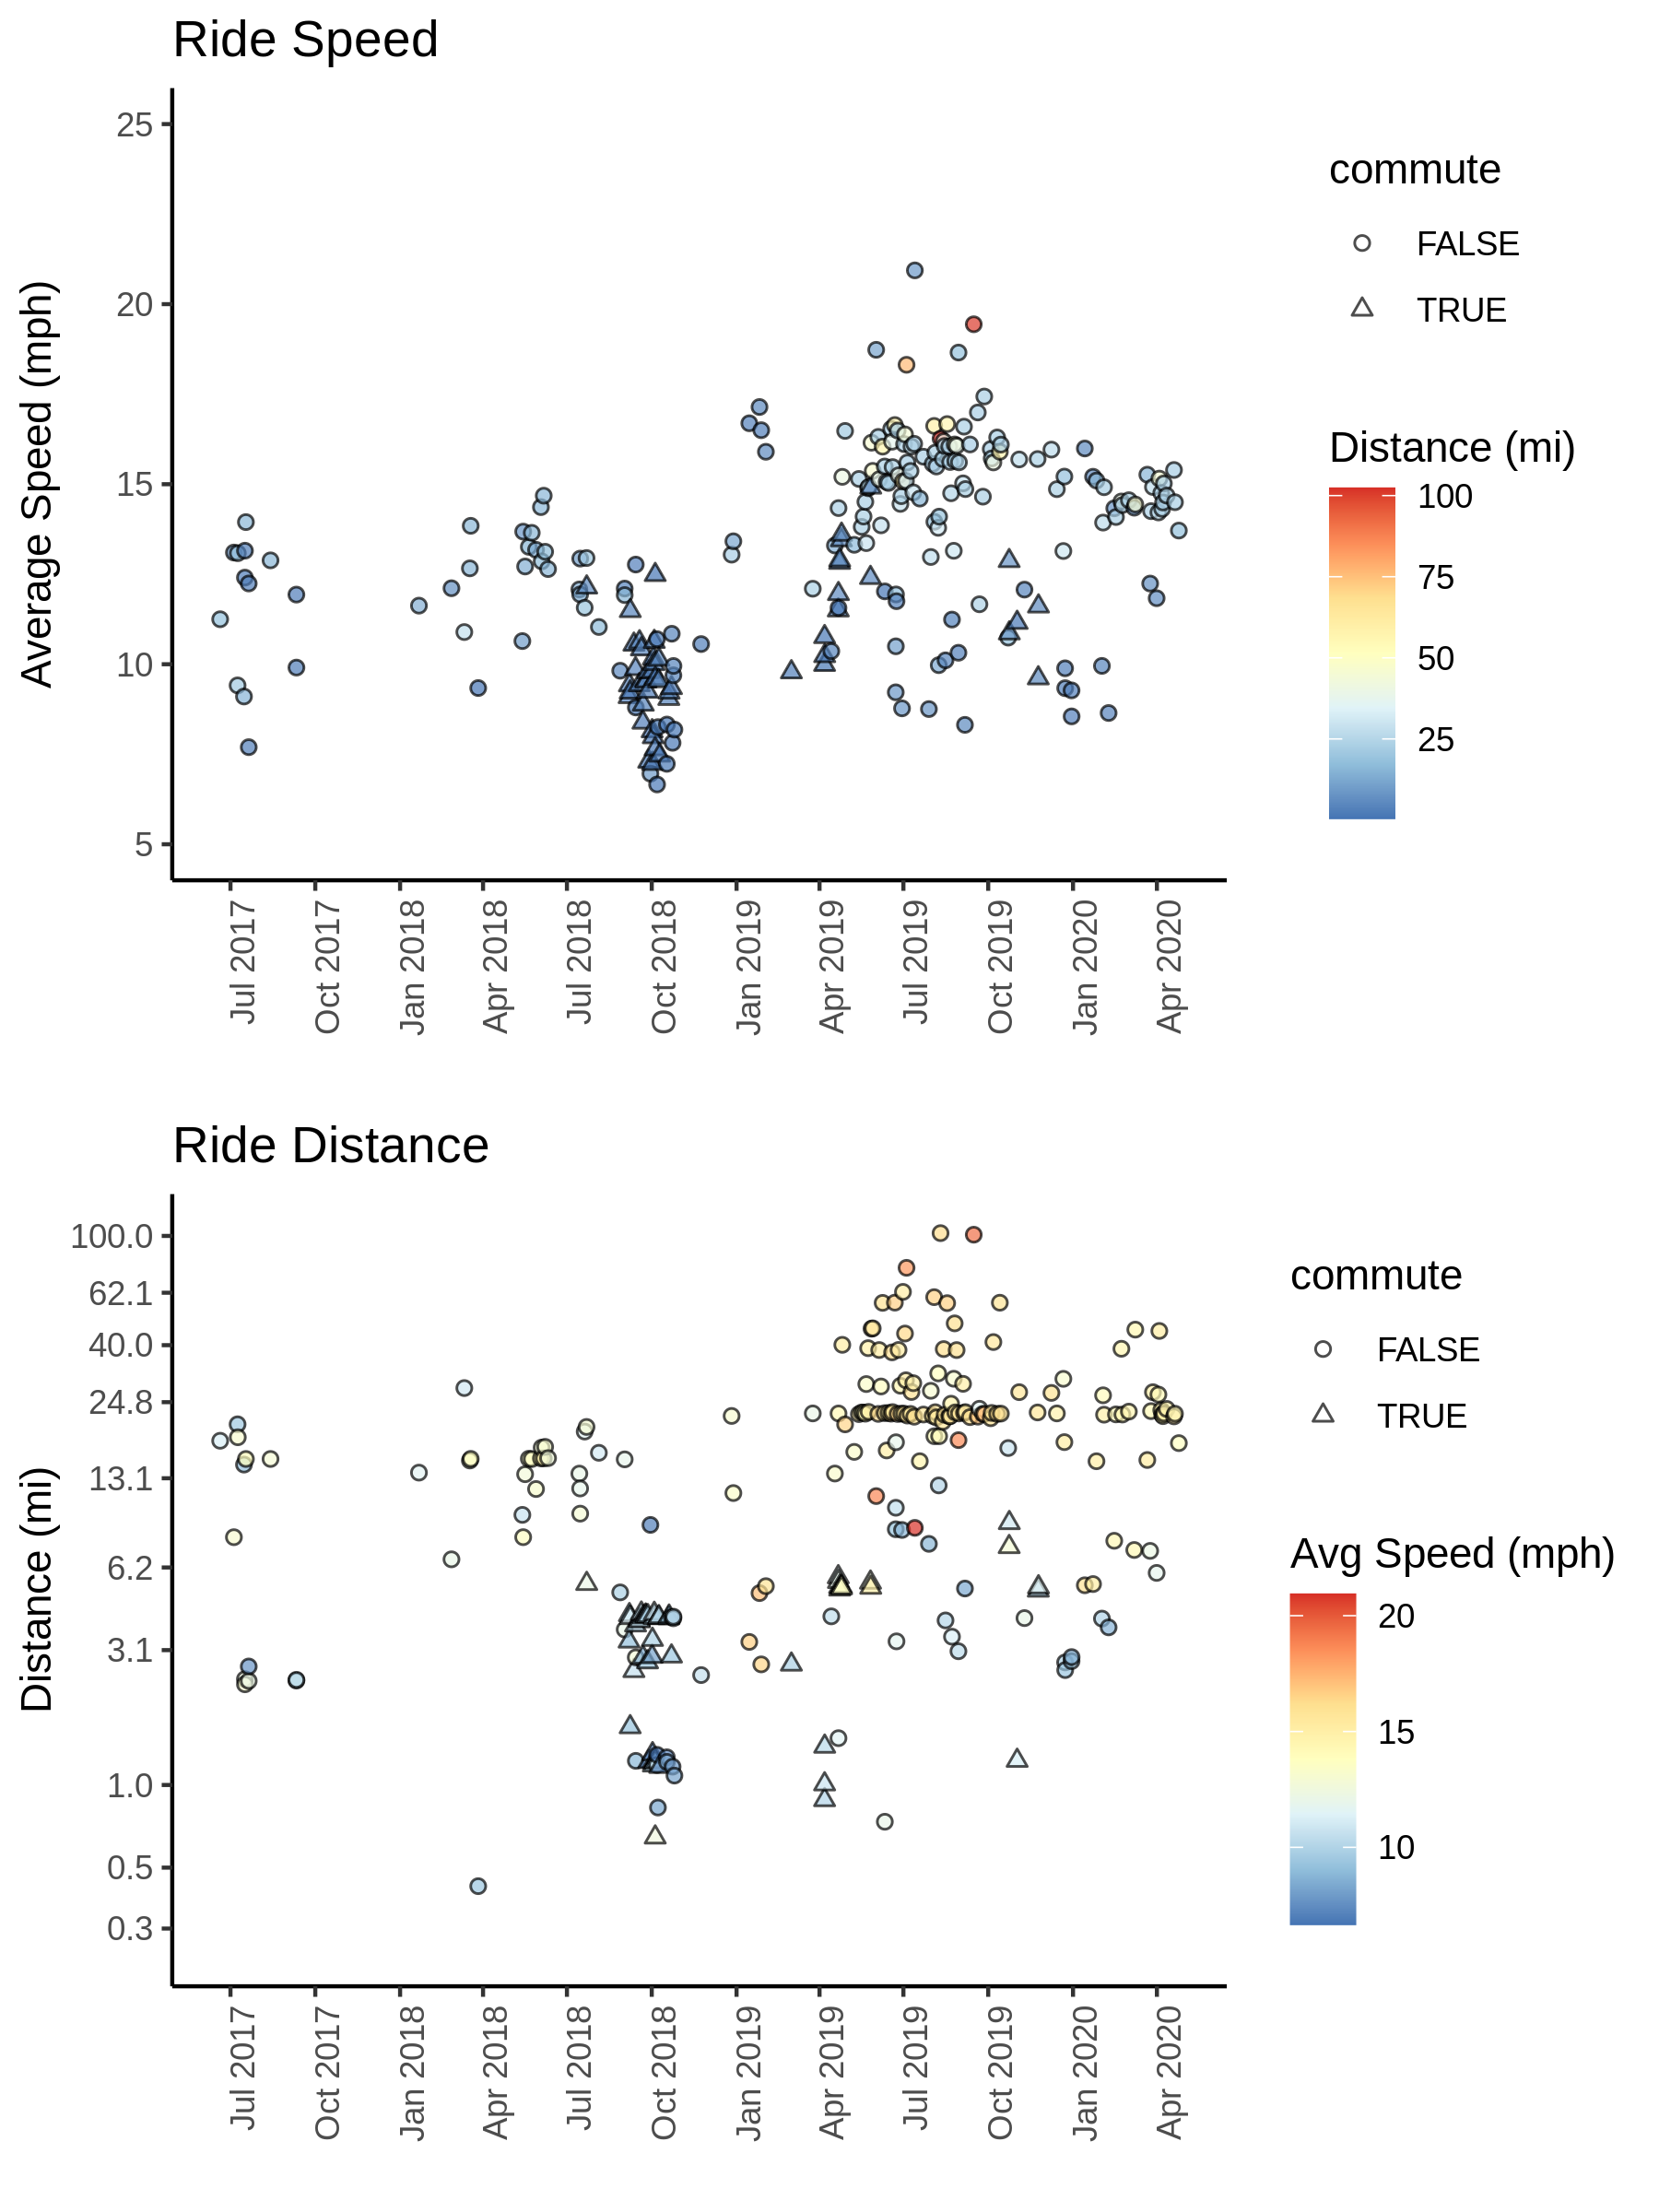 Ride Speed
Average Speed (mph)
25
20
15
10
5
Jul 2017
Oct 2017
Jan 2018
Apr 2018
Jul 2018
Oct 2018
Jan 2019
Apr 2019
Jul 2019
Oct 2019
Jan 2020
Apr 2020
commute
FALSE
TRUE
Distance (mi)
100
75
50
25
Ride Distance
Distance (mi)
100.0
62.1
40.0
24.8
13.1
6.2
3.1
1.0
0.5
0.3
Jul 2017
Oct 2017
Jan 2018
Apr 2018
Jul 2018
Oct 2018
Jan 2019
Apr 2019
Jul 2019
Oct 2019
Jan 2020
Apr 2020
commute
FALSE
TRUE
Avg Speed (mph)
20
15
10